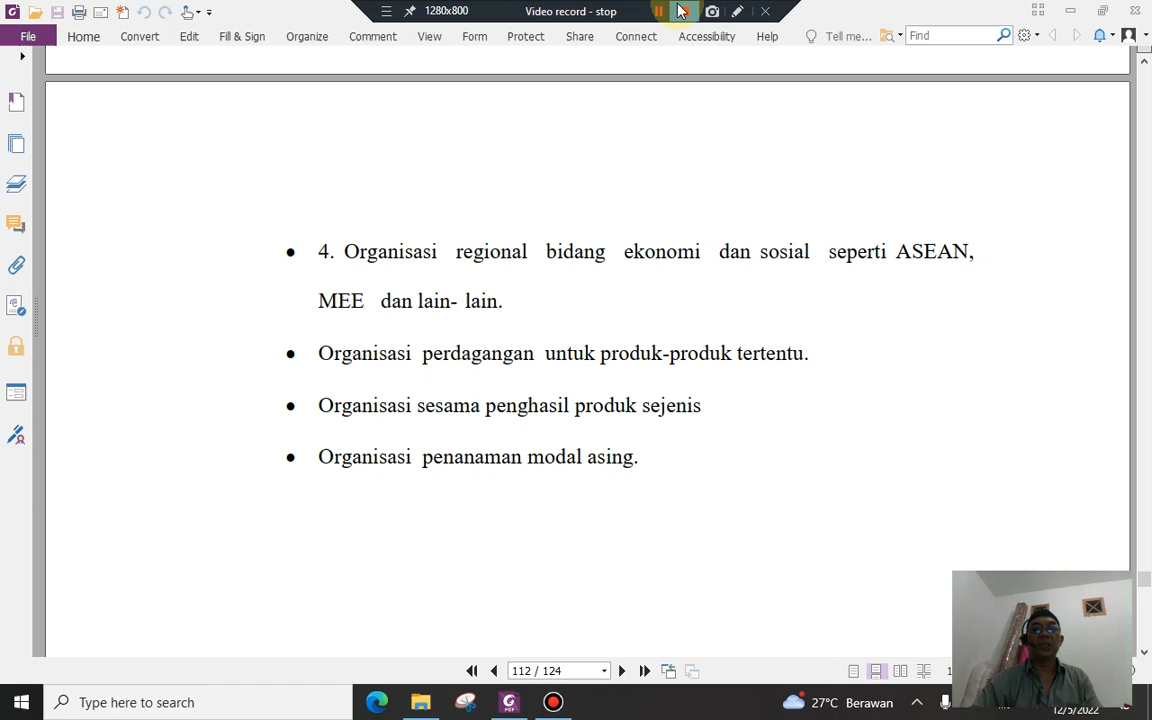 1280x800
Video record - stop
File Home Convert Edit Fill & Sign Organize Comment View Form Protect Share Connect Accessibility Help Tell me... Find
4. Organisasi regional bidang ekonomi dan sosial seperti ASEAN,
MEE dan lain- lain.
Organisasi perdagangan untuk produk-produk tertentu.
Organisasi sesama penghasil produk sejenis
Organisasi penanaman modal asing.
112 / 124
Type here to search
27°C Berawan
12/5/2022